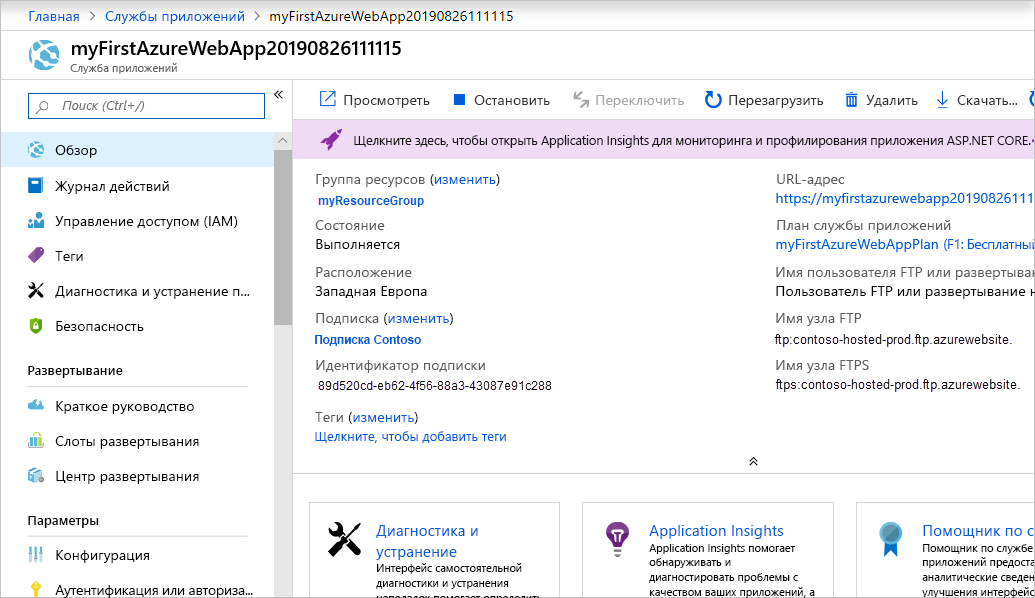 Главная > Службы приложений > myFirstAzureWebApp20190826111115
myFirstAzureWebApp20190826111115
Служба приложений
Поиск (Ctrl+/)
«
Обзор
Журнал действий
Управление доступом (IAM)
Теги
Диагностика и устранение п...
Безопасность
Развертывание
Краткое руководство
Слоты развертывания
Центр развертывания
Параметры
Конфигурация
Аутентификация или авториза...
Просмотреть Остановить Переключить Перезагрузить Удалить Скачать...
Щелкните здесь, чтобы открыть Application Insights для мониторинга и профилирования приложения ASP.NET CORE.
Группа ресурсов (изменить)
myResourceGroup
Состояние
Выполняется
Расположение
Западная Европа
Подписка (изменить)
Подписка Contoso
Идентификатор подписки
89d520cd-eb62-4f56-88a3-43087e91c288
Теги (изменить)
Щелкните, чтобы добавить теги
URL-адрес
https://myfirstazurewebapp2019082611
План службы приложений
myFirstAzureWebAppPlan (F1: Бесплатный
Имя пользователя FTP или развертыва
Пользователь FTP или развертывание н
Имя узла FTP
ftp:contoso-hosted-prod.ftp.azurewebsite.
Имя узла FTPS
ftps:contoso-hosted-prod.ftp.azurewebsite.
Диагностика и
устранение
Интерфейс самостоятельной
диагностики и устранения
неполадок помогает определить
Application Insights
Application Insights помогает
обнаруживать и
диагностировать проблемы с
качеством ваших приложений, а
Помощник по с
Помощник по службе
приложений предоста
аналитические сведен
улучшения интерфей